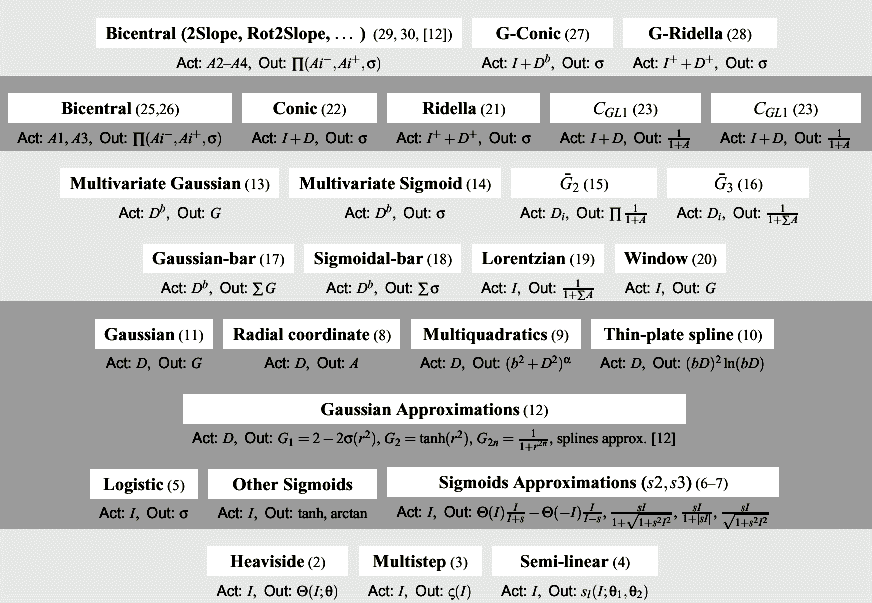 Bicentral (2Slope, Rot2Slope, … ) (29, 30, [12]) G-Conic (27) G-Ridella (28)
Act: A2–A4, Out: ∏(Ai⁻,Ai⁺,σ) Act: I + Dᵇ, Out: σ Act: I⁺ + D⁺, Out: σ
Bicentral (25,26) Conic (22) Ridella (21) C_GL1 (23) C_GL1 (23)
Act: A1, A3, Out: ∏(Ai⁻,Ai⁺,σ) Act: I + D, Out: σ Act: I⁺ + D⁺, Out: σ Act: I + D, Out: 1/(1+A) Act: I + D, Out: 1/(1+A)
Multivariate Gaussian (13) Multivariate Sigmoid (14) Ḡ₂ (15) Ḡ₃ (16)
Act: Dᵇ, Out: G Act: Dᵇ, Out: σ Act: Dᵢ, Out: ∏ 1/(1+A) Act: Dᵢ, Out: 1/(1+∑A)
Gaussian-bar (17) Sigmoidal-bar (18) Lorentzian (19) Window (20)
Act: Dᵇ, Out: ∑G Act: Dᵇ, Out: ∑σ Act: I, Out: 1/(1+∑A) Act: I, Out: G
Gaussian (11) Radial coordinate (8) Multiquadratics (9) Thin-plate spline (10)
Act: D, Out: G Act: D, Out: A Act: D, Out: (b² + D²)^α Act: D, Out: (bD)² ln(bD)
Gaussian Approximations (12)
Act: D, Out: G₁ = 2 − 2σ(r²), G₂ = tanh(r²), G₂ₙ = 1/(1+r²ⁿ), splines approx. [12]
Logistic (5) Other Sigmoids Sigmoids Approximations (s2, s3) (6–7)
Act: I, Out: σ Act: I, Out: tanh, arctan Act: I, Out: Θ(I) I/(I+s) − Θ(−I) I/(I−s), sI/(1+√(1+s²I²)), sI/(1+|sI|), sI/√(1+s²I²)
Heaviside (2) Multistep (3) Semi-linear (4)
Act: I, Out: Θ(I;θ) Act: I, Out: ς(I) Act: I, Out: s_I(I;θ₁,θ₂)